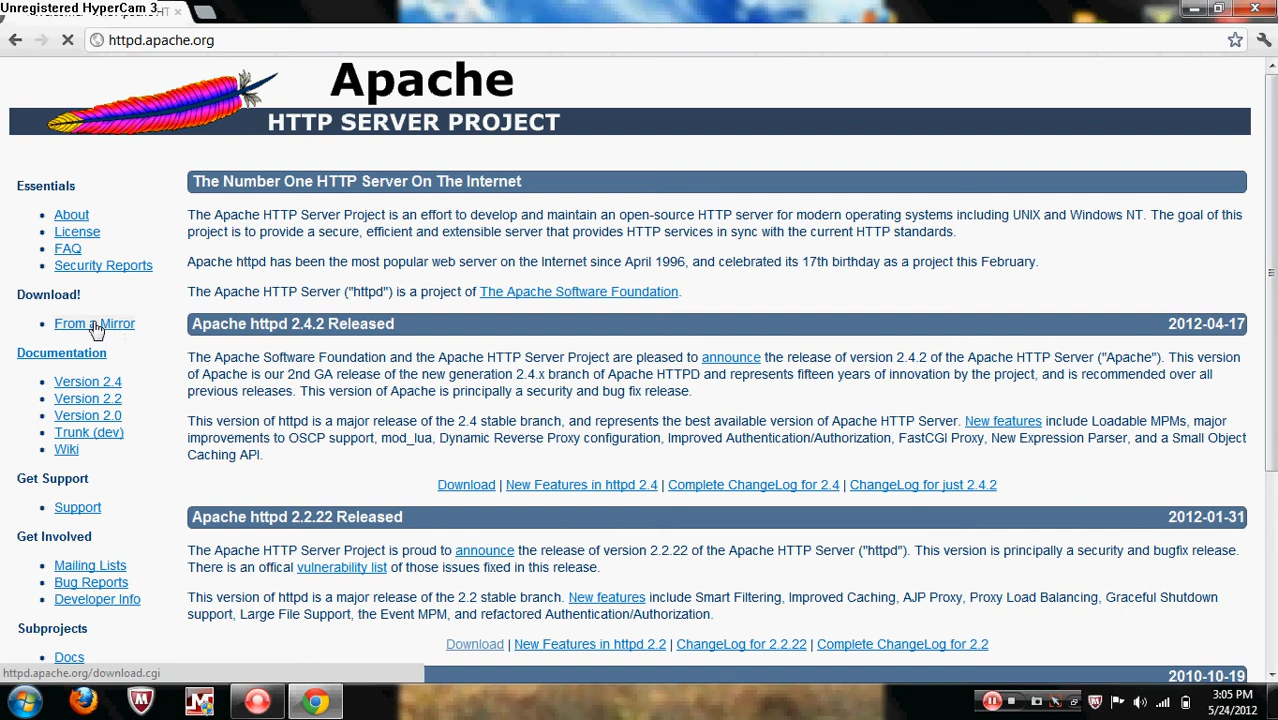 Unregistered HyperCam 3
httpd.apache.org
Apache
HTTP SERVER PROJECT
Essentials
About
License
FAQ
Security Reports
Download!
From a Mirror
Documentation
Version 2.4
Version 2.2
Version 2.0
Trunk (dev)
Wiki
Get Support
Support
Get Involved
Mailing Lists
Bug Reports
Developer Info
Subprojects
Docs
The Number One HTTP Server On The Internet
The Apache HTTP Server Project is an effort to develop and maintain an open-source HTTP server for modern operating systems including UNIX and Windows NT. The goal of this
project is to provide a secure, efficient and extensible server that provides HTTP services in sync with the current HTTP standards.
Apache httpd has been the most popular web server on the Internet since April 1996, and celebrated its 17th birthday as a project this February.
The Apache HTTP Server ("httpd") is a project of The Apache Software Foundation.
Apache httpd 2.4.2 Released 2012-04-17
The Apache Software Foundation and the Apache HTTP Server Project are pleased to announce the release of version 2.4.2 of the Apache HTTP Server ("Apache"). This version
of Apache is our 2nd GA release of the new generation 2.4.x branch of Apache HTTPD and represents fifteen years of innovation by the project, and is recommended over all
previous releases. This version of Apache is principally a security and bug fix release.
This version of httpd is a major release of the 2.4 stable branch, and represents the best available version of Apache HTTP Server. New features include Loadable MPMs, major
improvements to OSCP support, mod_lua, Dynamic Reverse Proxy configuration, Improved Authentication/Authorization, FastCGI Proxy, New Expression Parser, and a Small Object
Caching API.
Download | New Features in httpd 2.4 | Complete ChangeLog for 2.4 | ChangeLog for just 2.4.2
Apache httpd 2.2.22 Released 2012-01-31
The Apache HTTP Server Project is proud to announce the release of version 2.2.22 of the Apache HTTP Server ("httpd"). This version is principally a security and bugfix release.
There is an offical vulnerability list of those issues fixed in this release.
This version of httpd is a major release of the 2.2 stable branch. New features include Smart Filtering, Improved Caching, AJP Proxy, Proxy Load Balancing, Graceful Shutdown
support, Large File Support, the Event MPM, and refactored Authentication/Authorization.
Download | New Features in httpd 2.2 | ChangeLog for 2.2.22 | Complete ChangeLog for 2.2
2010-10-19
httpd.apache.org/download.cgi
3:05 PM
5/24/2012